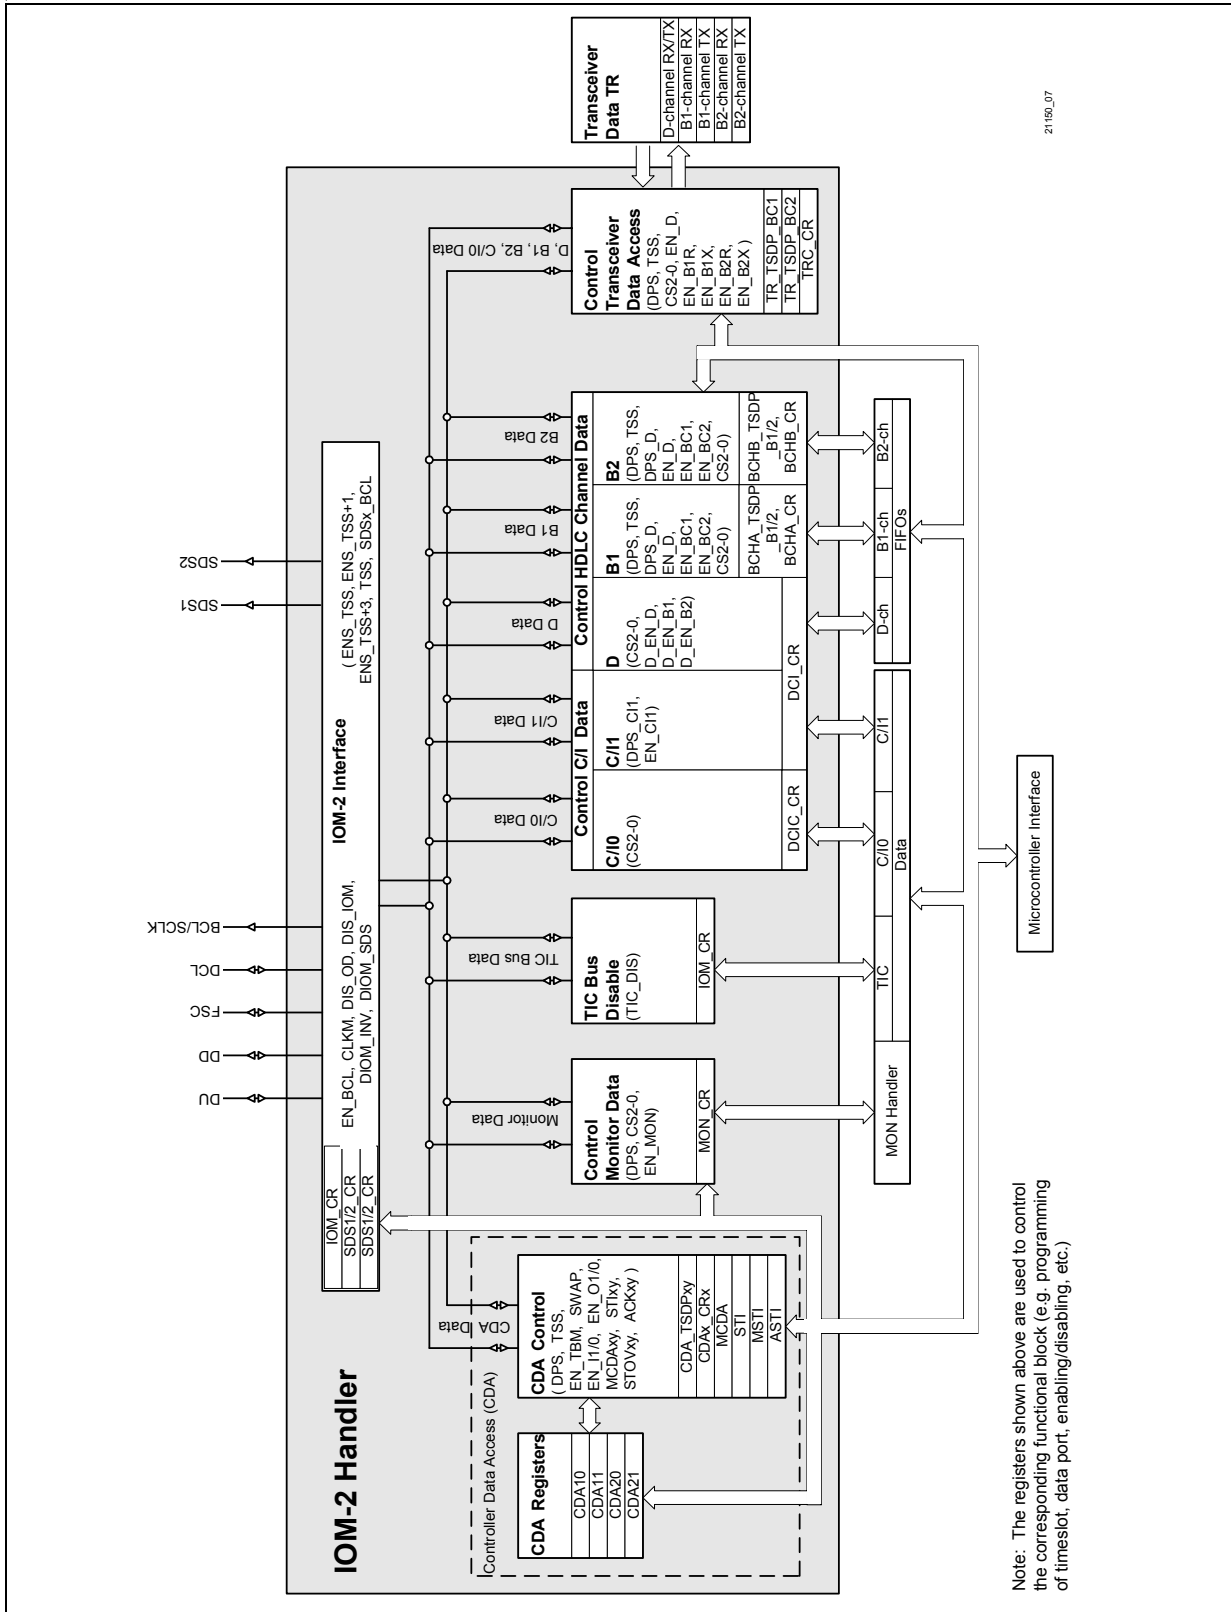 IOM-2 Handler
SDS2
SDS1
BCL/SCLK
DCL
FSC
DD
DU
IOM_CR
SDS1/2_CR
SDS1/2_CR
IOM-2 Interface
EN_BCL, CLKM, DIS_OD, DIS_IOM,
DIOM_INV, DIOM_SDS
( ENS_TSS, ENS_TSS+1,
ENS_TSS+3, TSS, SDSx_BCL
Controller Data Access (CDA)
CDA Registers
CDA10
CDA11
CDA20
CDA21
CDA Control
( DPS, TSS,
EN_TBM, SWAP,
EN_I1/0, EN_O1/0,
MCDAxy, STIxy,
STOVxy, ACKxy )
CDA_TSDPxy
CDAx_CRx
MCDA
STI
MSTI
ASTI
CDA
Data
Monitor Data
Control
Monitor Data
(DPS, CS2-0,
EN_MON)
MON_CR
TIC Bus Data
TIC Bus
Disable
(TIC_DIS)
IOM_CR
C/I0 Data
C/I1 Data
Control C/I Data
C/I0
(CS2-0)
DCIC_CR
C/I1
(DPS_CI1,
EN_CI1)
DCI_CR
D Data
B1 Data
B2 Data
Control HDLC Channel Data
D
(CS2-0,
D_EN_D,
D_EN_B1,
D_EN_B2)
B1
(DPS, TSS,
DPS_D,
EN_D,
EN_BC1,
EN_BC2,
CS2-0)
BCHA_TSDP
_B1/2,
BCHA_CR
B2
(DPS, TSS,
DPS_D,
EN_D,
EN_BC1,
EN_BC2,
CS2-0)
BCHB_TSDP
_B1/2,
BCHB_CR
D, B1, B2, C/I0 Data
Control
Transceiver
Data Access
(DPS, TSS,
CS2-0, EN_D,
EN_B1R,
EN_B1X,
EN_B2R,
EN_B2X )
TR_TSDP_BC1
TR_TSDP_BC2
TRC_CR
Transceiver
Data TR
D-channel RX/TX
B1-channel RX
B1-channel TX
B2-channel RX
B2-channel TX
MON Handler
TIC
C/I0
C/I1
Data
D-ch
B1-ch
B2-ch
FIFOs
Microcontroller Interface
Note: The registers shown above are used to control
the corresponding functional block (e.g. programming
of timeslot, data port, enabling/disabling, etc.)
21150_07